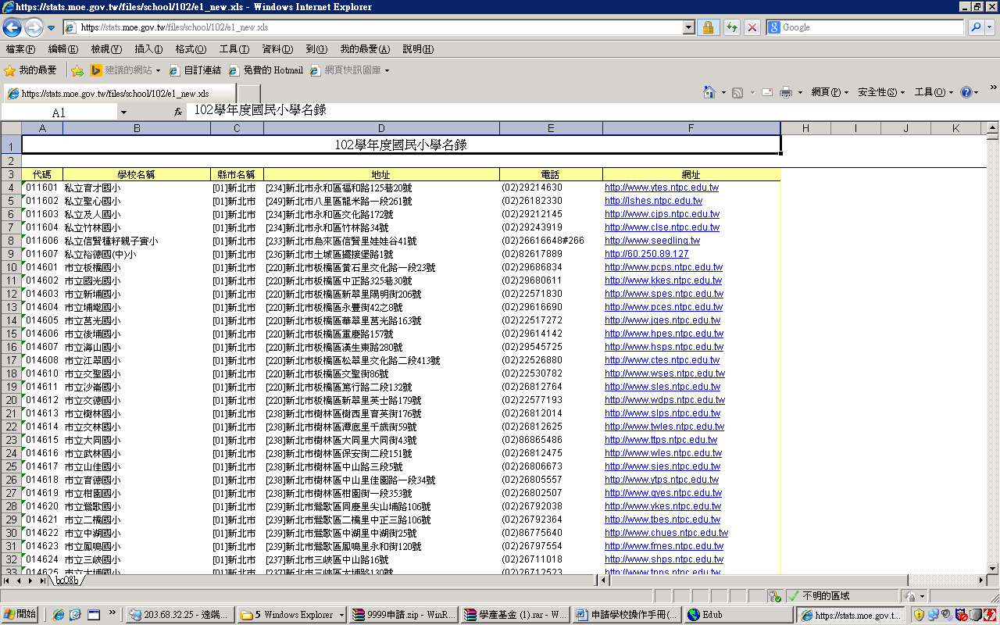 https://stats.moe.gov.tw/files/school/102/e1_new.xls - Windows Internet Explorer
https://stats.moe.gov.tw/files/school/102/e1_new.xls Google
檔案(F) 編輯(E) 檢視(V) 插入(I) 格式(O) 工具(T) 資料(D) 到(G) 我的最愛(A) 說明(H)
我的最愛 建議的網站 自訂連結 免費的 Hotmail 網頁快訊圖庫
https://stats.moe.gov.tw/files/school/102/e1_new.xls 網頁(P) 安全性(S) 工具(O)
A1 fx 102學年度國民小學名錄
A B C D E F H I J K
1 102學年度國民小學名錄
2
3 代碼 學校名稱 縣市名稱 地址 電話 網址
4 011601 私立育才國小 [01]新北市 [234]新北市永和區福和路125巷20號 (02)29214630 http://www.ytes.ntpc.edu.tw
5 011602 私立聖心國小 [01]新北市 [249]新北市八里區龍米路一段261號 (02)26182330 http://lshes.ntpc.edu.tw
6 011603 私立及人國小 [01]新北市 [234]新北市永和區文化路172號 (02)29212145 http://www.cjps.ntpc.edu.tw
7 011604 私立竹林國小 [01]新北市 [234]新北市永和區竹林路34號 (02)29243919 http://www.clse.ntpc.edu.tw
8 011606 私立信賢種籽親子實小 [01]新北市 [233]新北市烏來區信賢里娃娃谷41號 (02)26616648#266 http://www.seedling.tw
9 011607 私立裕德國(中)小 [01]新北市 [236]新北市土城區擺接堡路1號 (02)82617889 http://60.250.89.127
10 014601 市立板橋國小 [01]新北市 [220]新北市板橋區黃石里文化路一段23號 (02)29686834 http://www.pcps.ntpc.edu.tw
11 014602 市立國光國小 [01]新北市 [220]新北市板橋區中正路325巷30號 (02)29680611 http://www.kkes.ntpc.edu.tw
12 014603 市立新埔國小 [01]新北市 [220]新北市板橋區新翠里陽明街206號 (02)22571830 http://www.spes.ntpc.edu.tw
13 014604 市立埔墘國小 [01]新北市 [220]新北市板橋區永豐街42之8號 (02)29616690 http://www.pces.ntpc.edu.tw
14 014605 市立莒光國小 [01]新北市 [220]新北市板橋區華翠里莒光路163號 (02)22517272 http://www.jges.ntpc.edu.tw
15 014606 市立後埔國小 [01]新北市 [220]新北市板橋區重慶路157號 (02)29614142 http://www.hpes.ntpc.edu.tw
16 014607 市立海山國小 [01]新北市 [220]新北市板橋區漢生東路280號 (02)29545725 http://www.hsps.ntpc.edu.tw
17 014608 市立江翠國小 [01]新北市 [220]新北市板橋區松翠里文化路二段413號 (02)22526880 http://www.ctes.ntpc.edu.tw
18 014610 市立文聖國小 [01]新北市 [220]新北市板橋區文聖街86號 (02)22530782 http://www.wses.ntpc.edu.tw
19 014611 市立沙崙國小 [01]新北市 [220]新北市板橋區篤行路二段132號 (02)26812764 http://www.sles.ntpc.edu.tw
20 014612 市立文德國小 [01]新北市 [220]新北市板橋區新翠里英士路179號 (02)22577193 http://www.wdps.ntpc.edu.tw
21 014613 市立樹林國小 [01]新北市 [238]新北市樹林區樹西里育英街176號 (02)26812014 http://www.slps.ntpc.edu.tw
22 014614 市立文林國小 [01]新北市 [238]新北市樹林區潭底里千歲街59號 (02)26812625 http://www.twles.ntpc.edu.tw
23 014615 市立大同國小 [01]新北市 [238]新北市樹林區大同里大同街43號 (02)86865486 http://www.ttps.ntpc.edu.tw
24 014616 市立武林國小 [01]新北市 [238]新北市樹林區保安街二段151號 (02)26812475 http://www.wles.ntpc.edu.tw
25 014617 市立山佳國小 [01]新北市 [238]新北市樹林區中山路三段5號 (02)26806673 http://www.sjes.ntpc.edu.tw
26 014618 市立育德國小 [01]新北市 [238]新北市樹林區中山里佳園路一段34號 (02)26805557 http://www.ytps.ntpc.edu.tw
27 014619 市立柑園國小 [01]新北市 [238]新北市樹林區柑園街一段353號 (02)26802507 http://www.gyes.ntpc.edu.tw
28 014620 市立鶯歌國小 [01]新北市 [239]新北市鶯歌區同慶里尖山埔路106號 (02)26792038 http://www.ykes.ntpc.edu.tw
29 014621 市立二橋國小 [01]新北市 [239]新北市鶯歌區二橋里中正三路106號 (02)26792364 http://www.tbes.ntpc.edu.tw
30 014622 市立中湖國小 [01]新北市 [239]新北市鶯歌區中湖里中湖街25號 (02)86775640 http://www.chues.ntpc.edu.tw
31 014623 市立鳳鳴國小 [01]新北市 [239]新北市鶯歌區鳳鳴里永和街120號 (02)26797554 http://www.fmes.ntpc.edu.tw
32 014624 市立三峽國小 [01]新北市 [237]新北市三峽區中山路16號 (02)26711018 http://www.shps.ntpc.edu.tw
33 014625 市立大埔國小 [01]新北市 [237]新北市三峽區大埔路130號 (02)26712523
bc08b
不明的區域
開始 203.68.32.25 - 遠端... 5 Windows Explorer 9999申請.zip - WinR... 學產基金 (1).rar - W... 申請學校操作手冊(... Edub https://stats.moe.gov.t...